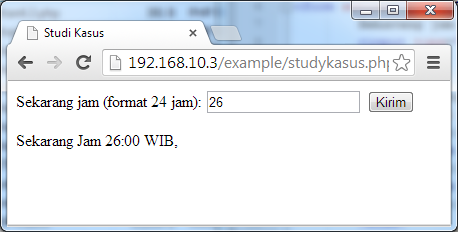 Studi Kasus
192.168.10.3/example/studykasus.php
Sekarang jam (format 24 jam): 26 Kirim
Sekarang Jam 26:00 WIB,